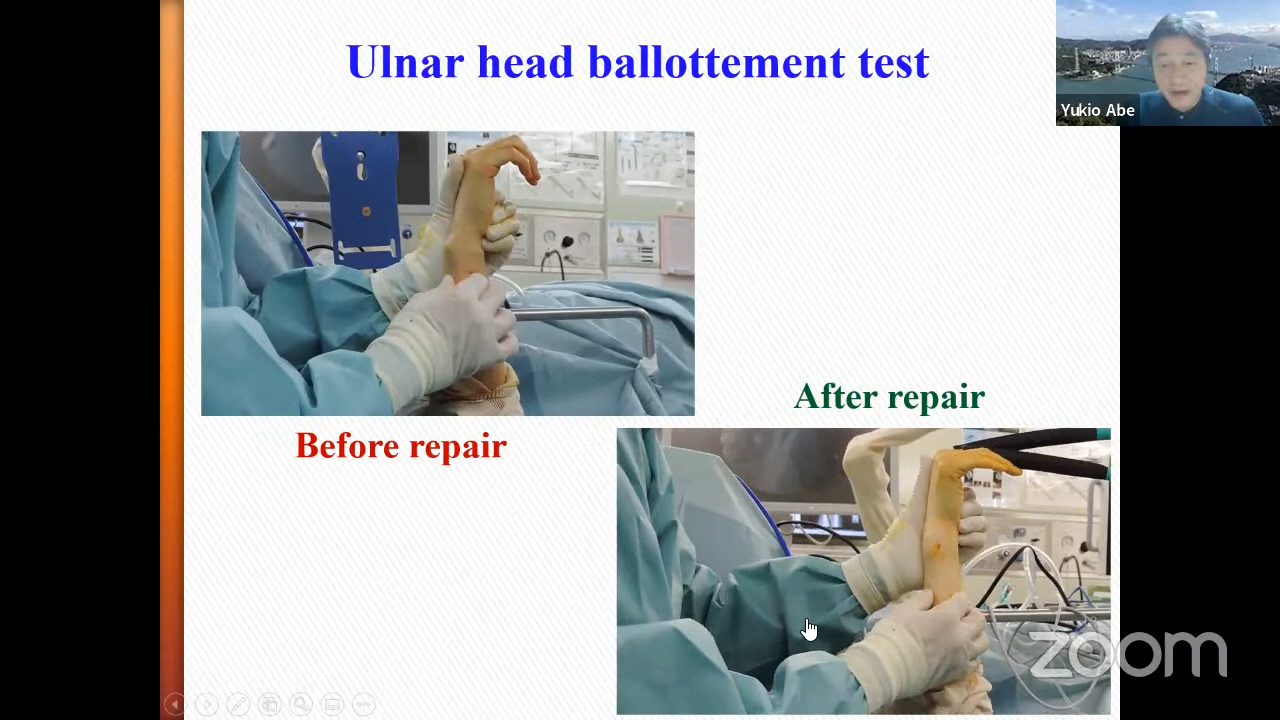 Ulnar head ballottement test
Yukio Abe
After repair
Before repair
zoom